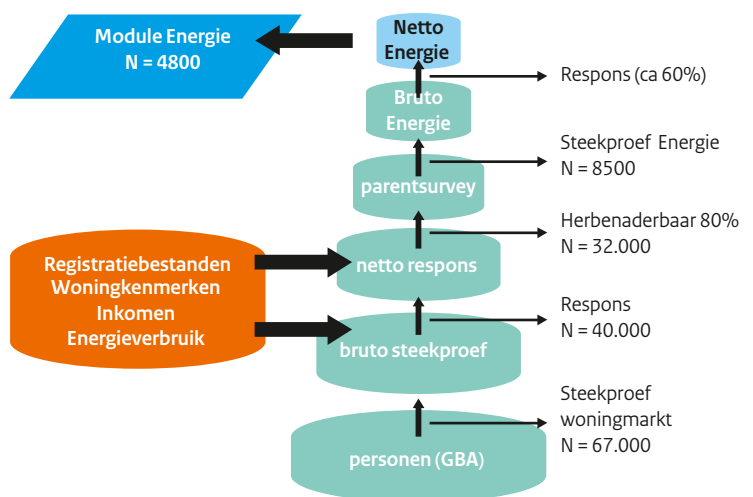 Module Energie
N = 4800
Netto
Energie
Respons (ca 60%)
Bruto
Energie
Steekproef Energie
N = 8500
parentsurvey
Herbenaderbaar 80%
N = 32.000
Registratiebestanden
Woningkenmerken
Inkomen
Energieverbruik
netto respons
Respons
N = 40.000
bruto steekproef
Steekproef
woningmarkt
N = 67.000
personen (GBA)